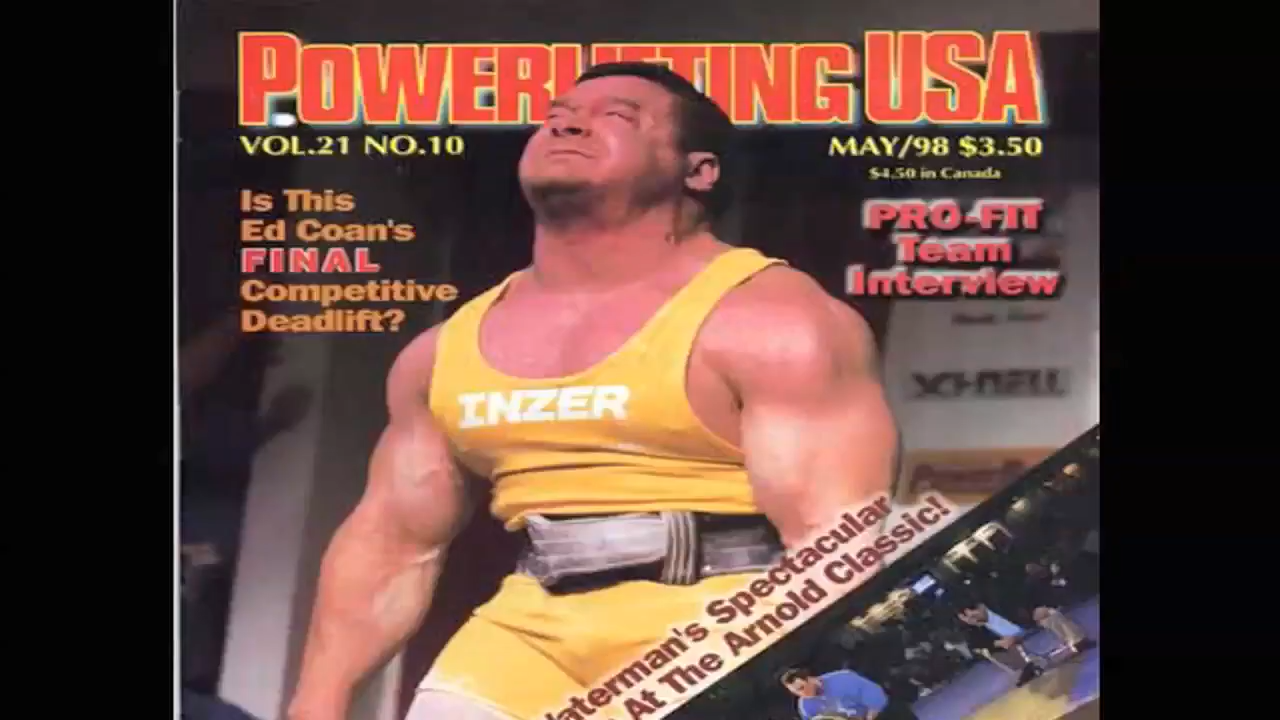 POWERLIFTING USA
VOL.21 NO.10
MAY/98 $3.50
$4.50 in Canada
Is This
Ed Coan's
FINAL
Competitive
Deadlift?
PRO-FIT
Team
Interview
INZER
Waterman's Spectacular
At The Arnold Classic!